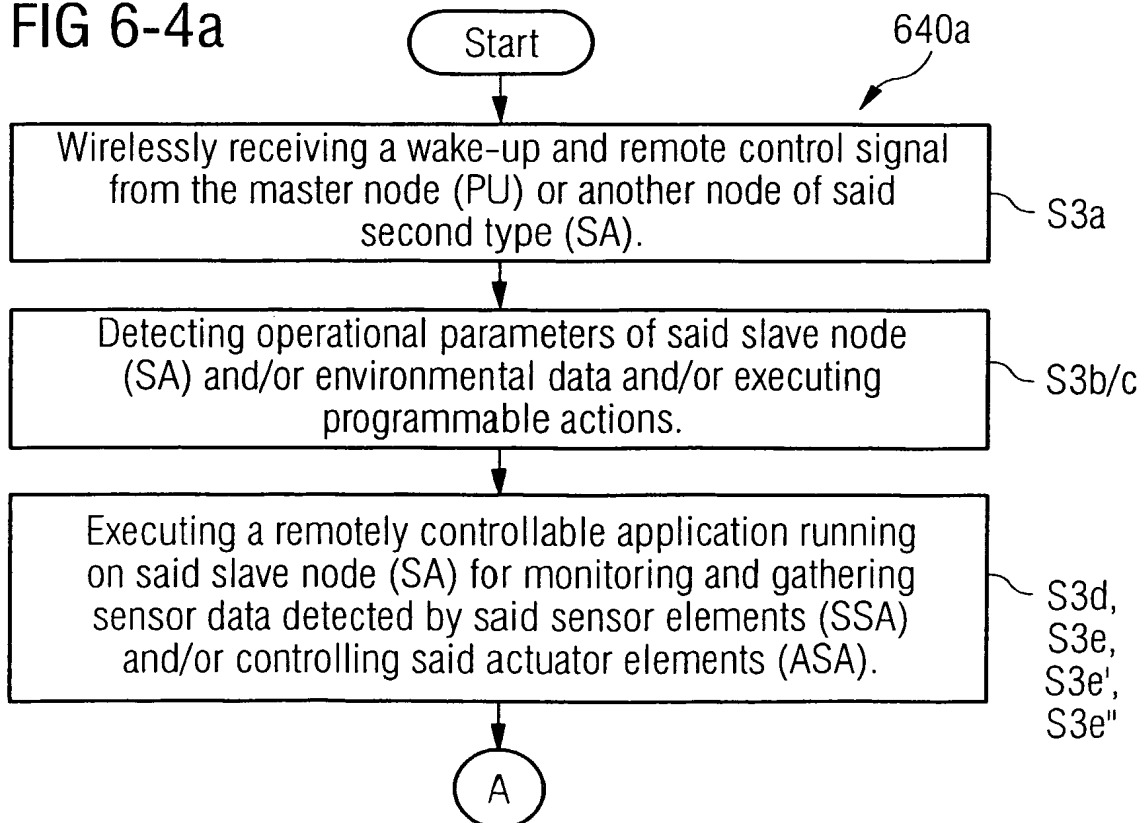 FIG 6-4a
Start
640a
Wirelessly receiving a wake-up and remote control signal
from the master node (PU) or another node of said
second type (SA).
S3a
Detecting operational parameters of said slave node
(SA) and/or environmental data and/or executing
programmable actions.
S3b/c
Executing a remotely controllable application running
on said slave node (SA) for monitoring and gathering
sensor data detected by said sensor elements (SSA)
and/or controlling said actuator elements (ASA).
S3d,
S3e,
S3e',
S3e"
A